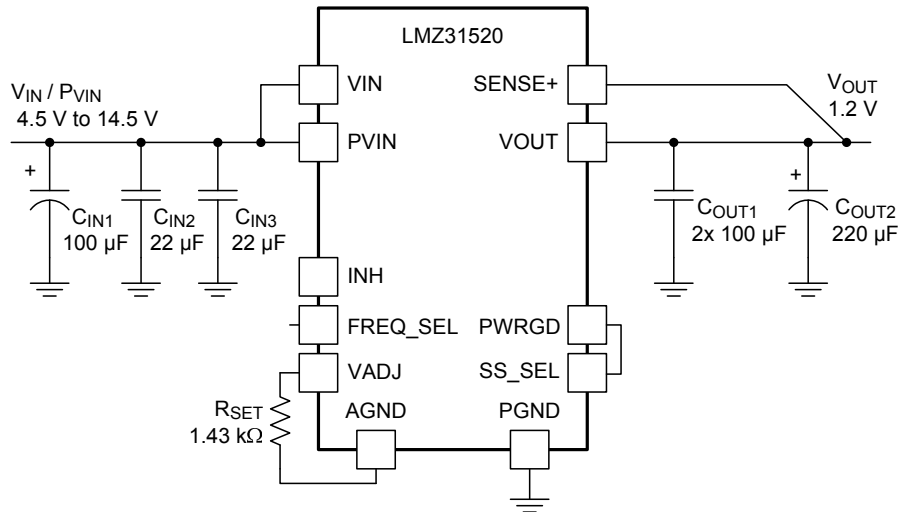 LMZ31520
VIN
SENSE+
V_IN / P_VIN
4.5 V to 14.5 V
V_OUT
1.2 V
PVIN
VOUT
+
C_IN1
100 µF
C_IN2
22 µF
C_IN3
22 µF
C_OUT1
2x 100 µF
+
C_OUT2
220 µF
INH
FREQ_SEL
PWRGD
VADJ
SS_SEL
R_SET
1.43 kΩ
AGND
PGND